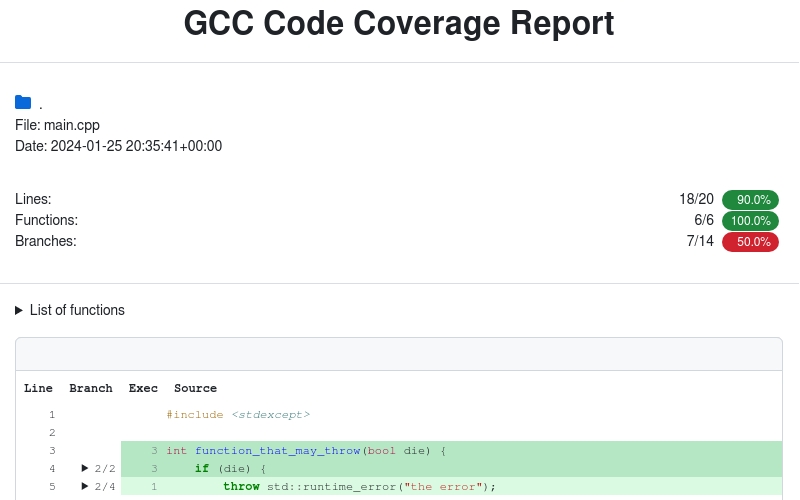 GCC Code Coverage Report
.
File: main.cpp
Date: 2024-01-25 20:35:41+00:00
Lines: 18/20 90.0%
Functions: 6/6 100.0%
Branches: 7/14 50.0%
▶ List of functions
Line Branch Exec Source
1 #include <stdexcept>
2
3 3 int function_that_may_throw(bool die) {
4 ▶ 2/2 3 if (die) {
5 ▶ 2/4 1 throw std::runtime_error("the error");